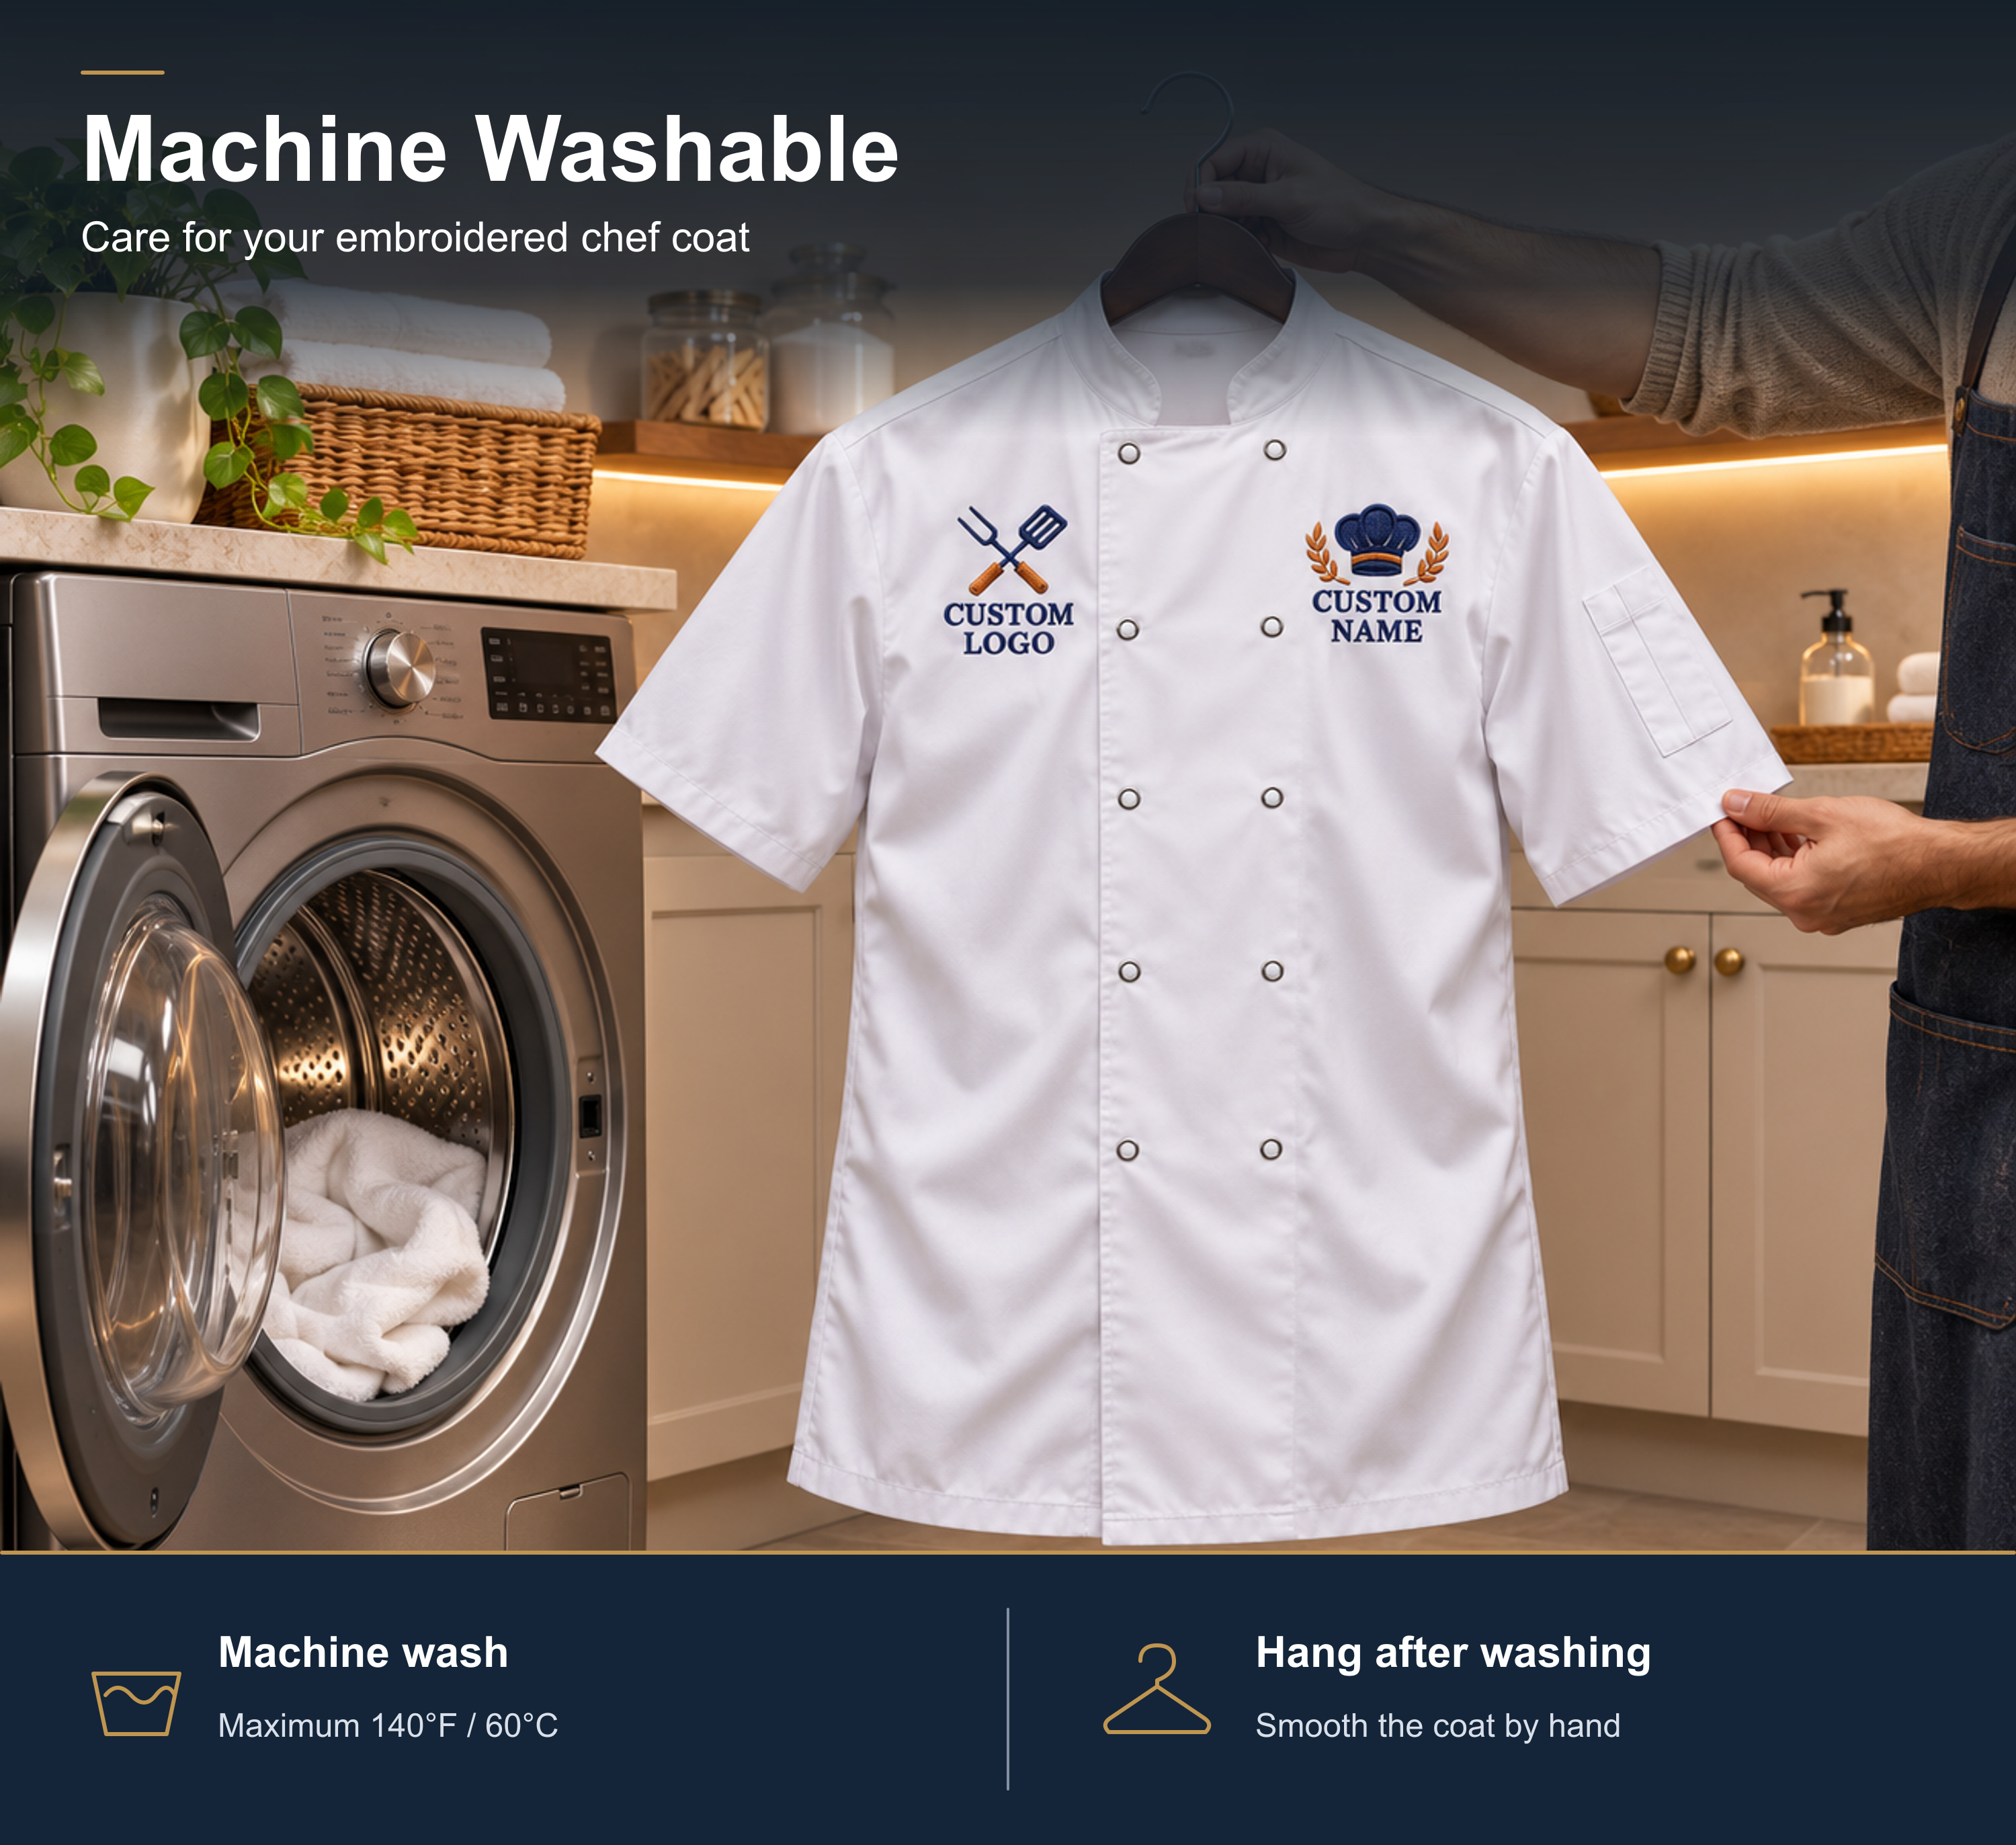 Machine Washable
Care for your embroidered chef coat
CUSTOM
LOGO
CUSTOM
NAME
Machine wash
Maximum 140°F / 60°C
Hang after washing
Smooth the coat by hand